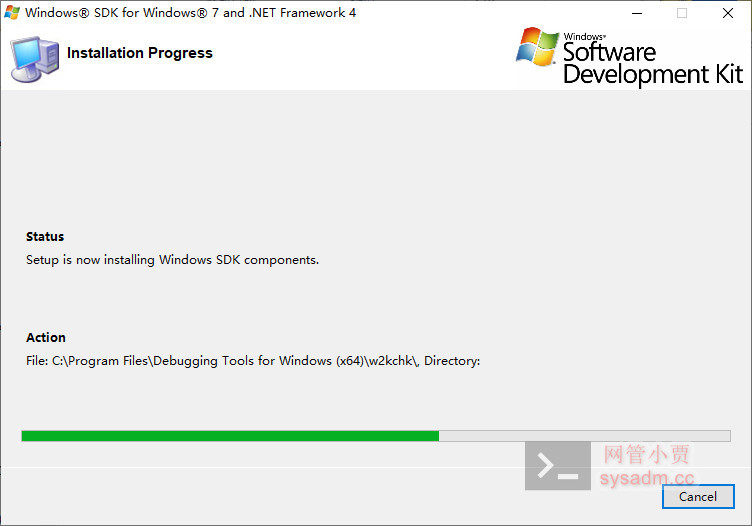 Windows® SDK for Windows® 7 and .NET Framework 4
Installation Progress
Windows®
Software
Development Kit
Status
Setup is now installing Windows SDK components.
Action
File: C:\Program Files\Debugging Tools for Windows (x64)\w2kchk\, Directory:
网管小贾
sysadm.cc
Cancel